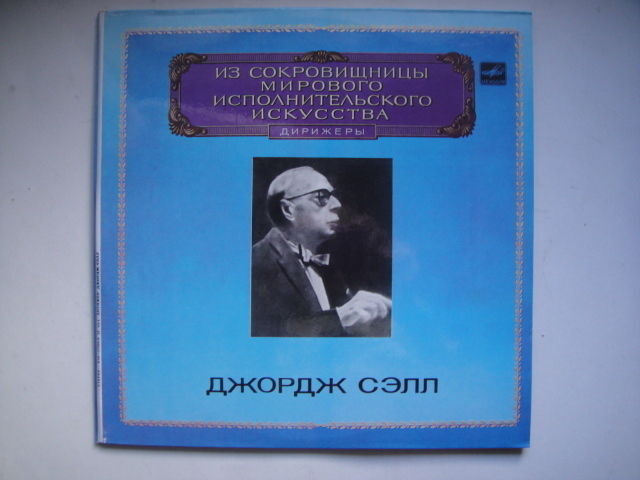 ИЗ СОКРОВИЩНИЦЫ
МИРОВОГО
ИСПОЛНИТЕЛЬСКОГО
ИСКУССТВА
ДИРИЖЕРЫ
ДЖОРДЖ СЭЛЛ